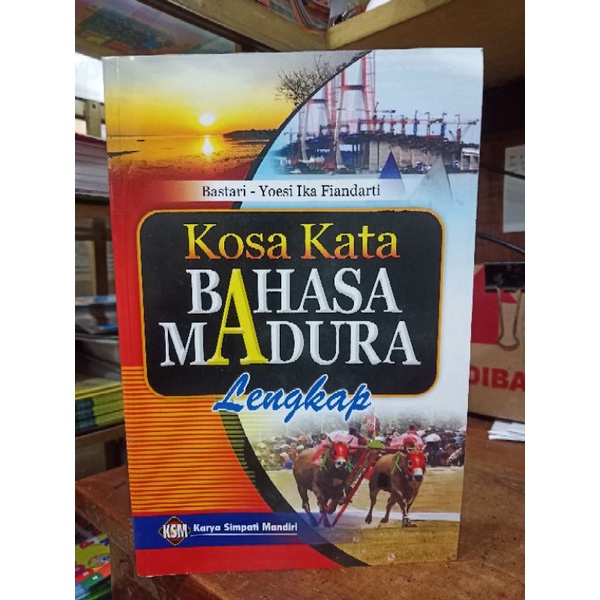 Bastari - Yoesi Ika Fiandarti
Kosa Kata
BAHASA
MADURA
Lengkap
KSM Karya Simpati Mandiri
DIBA